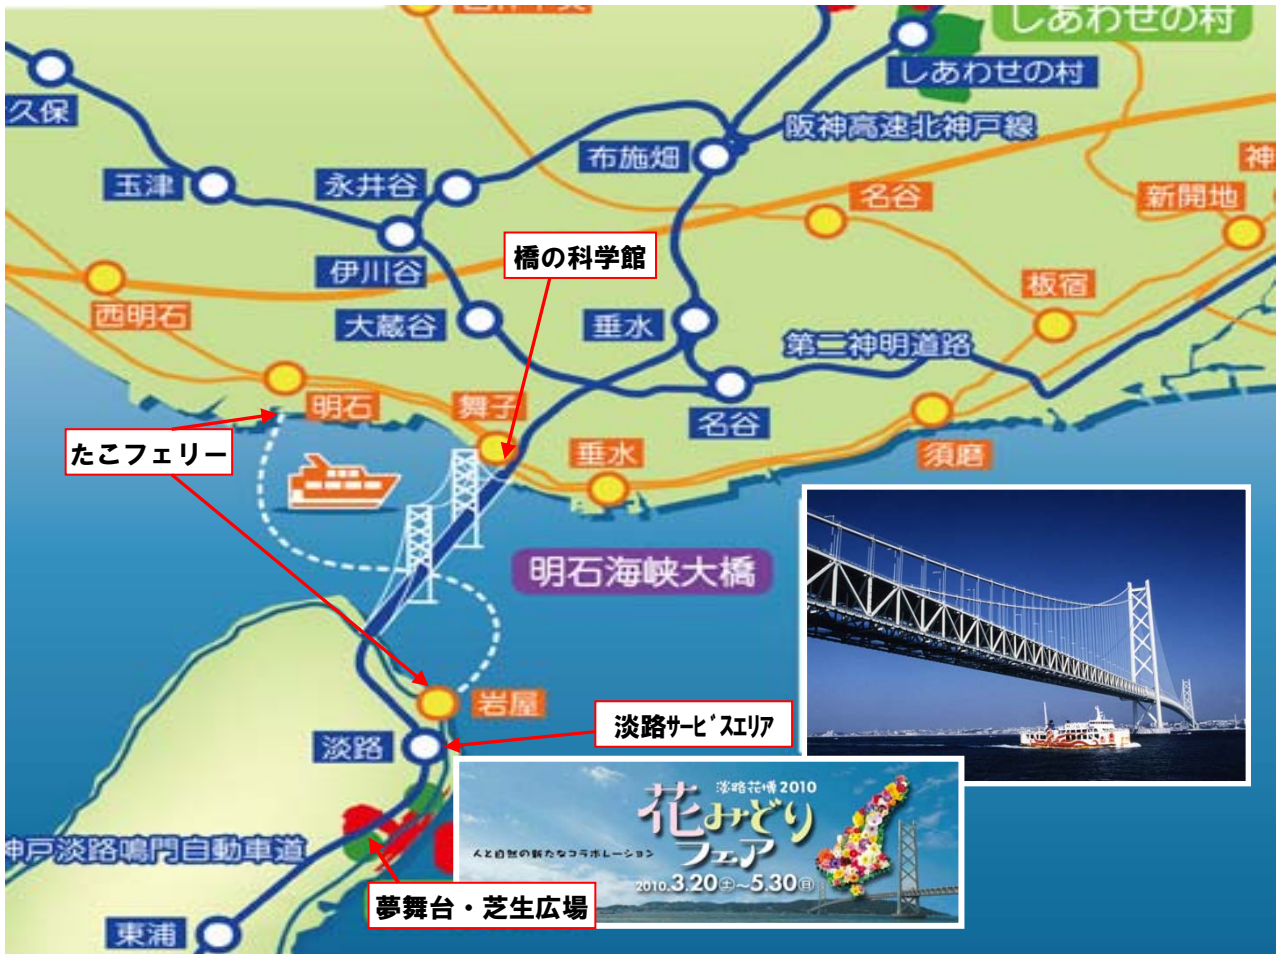 しあわせの村
しあわせの村
久保
阪神高速北神戸線
布施畑
神
玉津
永井谷
名谷
新開地
橋の科学館
伊川谷
板宿
西明石
大蔵谷
垂水
第二神明道路
明石
舞子
名谷
たこフェリー
垂水
須磨
明石海峡大橋
岩屋
淡路サービスエリア
淡路
淡路花博2010
花みどり
フェア
人と自然の新たなコラボレーション
2010.3.20土~5.30日
神戸淡路鳴門自動車道
夢舞台・芝生広場
東浦